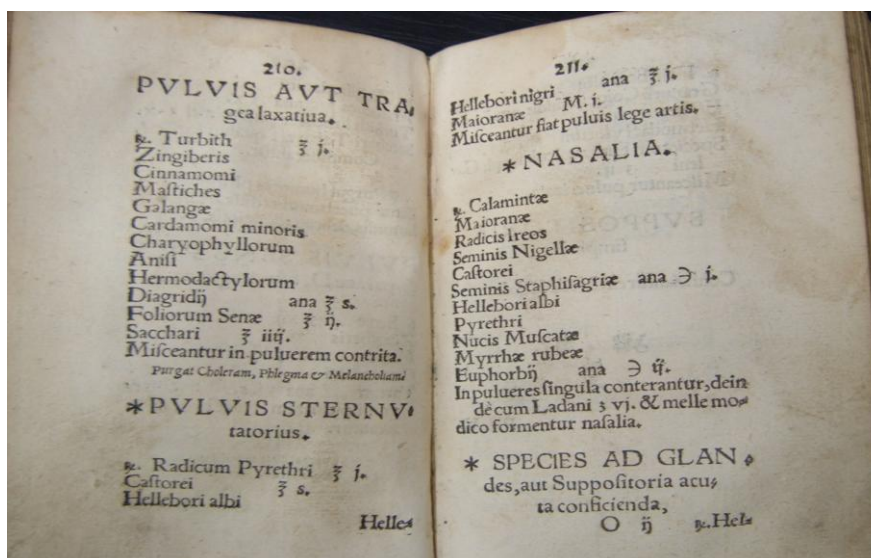 210.
PVLVIS AVT TRA,
gea laxatiua.
℞. Turbith ℥ j.
Zingiberis
Cinnamomi
Maſtiches
Galangæ
Cardamomi minoris
Charyophyllorum
Aniſi
Hermodactylorum
Diagridij ana ℥ s.
Foliorum Senæ ℥ ij.
Sacchari ℥ iiij.
Miſceantur in puluerem contrita.
Purgat Choleram, Phlegma & Melancholiam
*PVLVIS STERNV,
tatorius.
℞. Radicum Pyrethri ℥ j.
Caſtorei ℥ s.
Hellebori albi
Helle-
211.
Hellebori nigri ana ℥ j.
Maioranæ M. i.
Miſceantur fiat puluis lege artis.
*NASALIA.
℞. Calamintæ
Maioranæ
Radicis Ireos
Seminis Nigellæ
Caſtorei
Seminis Staphiſagriæ ana ℈ j.
Hellebori albi
Pyrethri
Nucis Muſcatæ
Myrrhæ rubeæ
Euphorbij ana ℈ ij.
In pulueres ſingula conterantur, dein
de cum Ladani ʒ vj. & melle mo-
dico formentur naſalia.
* SPECIES AD GLAN,
des, aut Suppoſitoria acu,
ta conficienda,
O ij ℞. Hel-